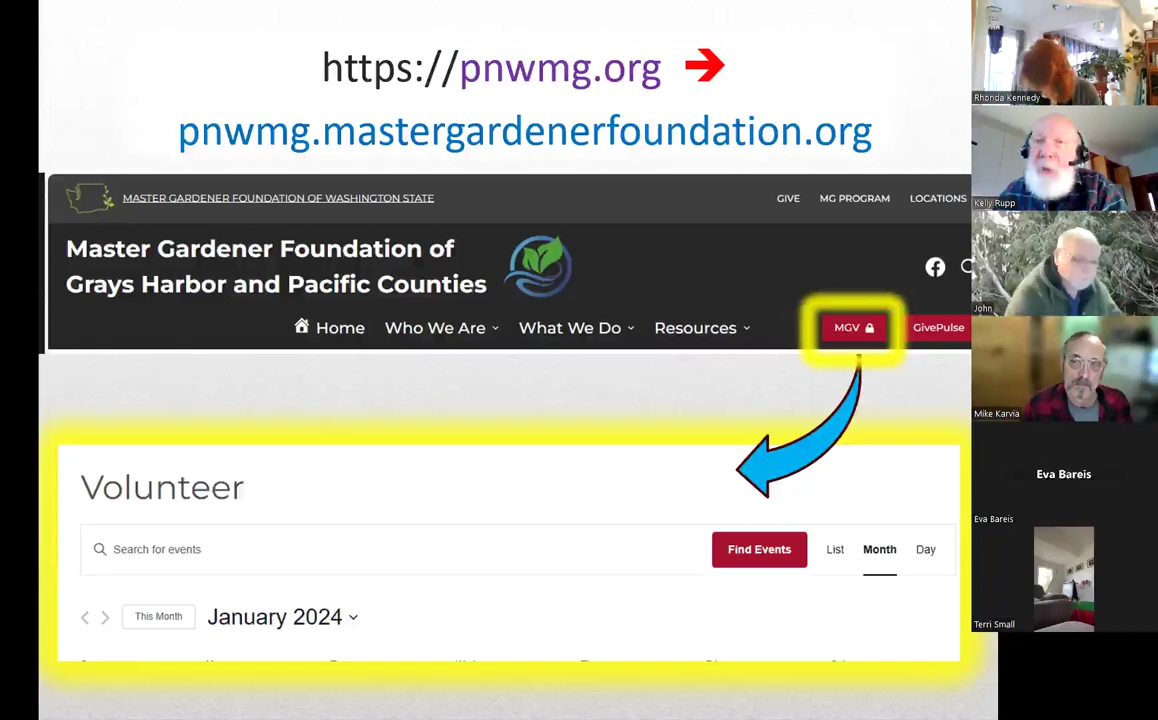 https://pnwmg.org
pnwmg.mastergardenerfoundation.org
MASTER GARDENER FOUNDATION OF WASHINGTON STATE
GIVE MG PROGRAM LOCATIONS
Master Gardener Foundation of
Grays Harbor and Pacific Counties
Home Who We Are What We Do Resources
MGV GivePulse
Volunteer
Search for events
Find Events List Month Day
This Month January 2024
Rhonda Kennedy
Kelly Rupp
John
Mike Karvia
Eva Bareis
Eva Bareis
Terri Small